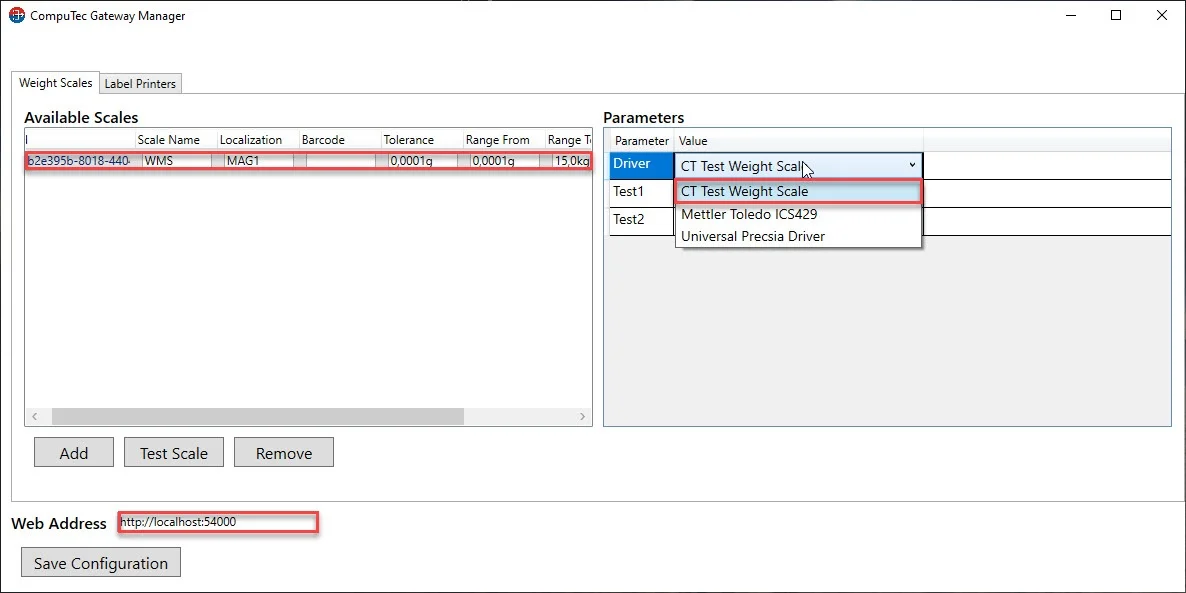 CompuTec Gateway Manager
Weight Scales Label Printers
Available Scales
Scale Name Localization Barcode Tolerance Range From Range T
b2e395b-8018-440 WMS MAG1 0,0001g 0,0001g 15,0kg
Add Test Scale Remove
Parameters
Parameter Value
Driver CT Test Weight Scale
Test1 CT Test Weight Scale
Mettler Toledo ICS429
Test2
Universal Precsia Driver
Web Address http://localhost:54000
Save Configuration